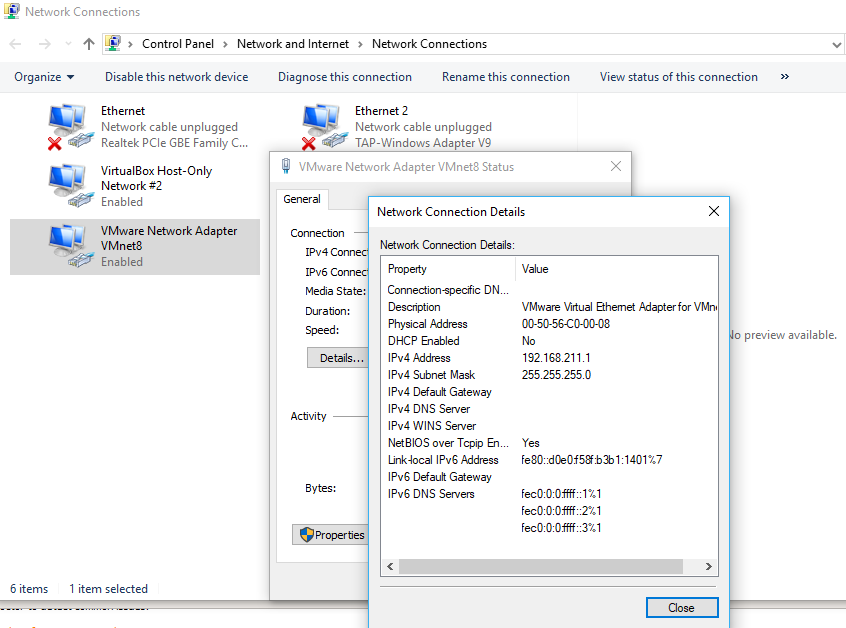 Network Connections
Control Panel > Network and Internet > Network Connections
Organize Disable this network device Diagnose this connection Rename this connection View status of this connection »
Ethernet
Network cable unplugged
Realtek PCIe GBE Family C...
Ethernet 2
Network cable unplugged
TAP-Windows Adapter V9
VirtualBox Host-Only
Network #2
Enabled
VMware Network Adapter
VMnet8
Enabled
VMware Network Adapter VMnet8 Status
General
Connection
IPv4 Connec
IPv6 Connec
Media State:
Duration:
Speed:
Details...
Activity
Bytes:
Properties
Network Connection Details
Network Connection Details:
Property Value
Connection-specific DN...
Description VMware Virtual Ethernet Adapter for VMn
Physical Address 00-50-56-C0-00-08
DHCP Enabled No
IPv4 Address 192.168.211.1
IPv4 Subnet Mask 255.255.255.0
IPv4 Default Gateway
IPv4 DNS Server
IPv4 WINS Server
NetBIOS over Tcpip En... Yes
Link-local IPv6 Address fe80::d0e0:f58f:b3b1:1401%7
IPv6 Default Gateway
IPv6 DNS Servers fec0:0:0:ffff::1%1
fec0:0:0:ffff::2%1
fec0:0:0:ffff::3%1
Close
No preview available.
6 items 1 item selected